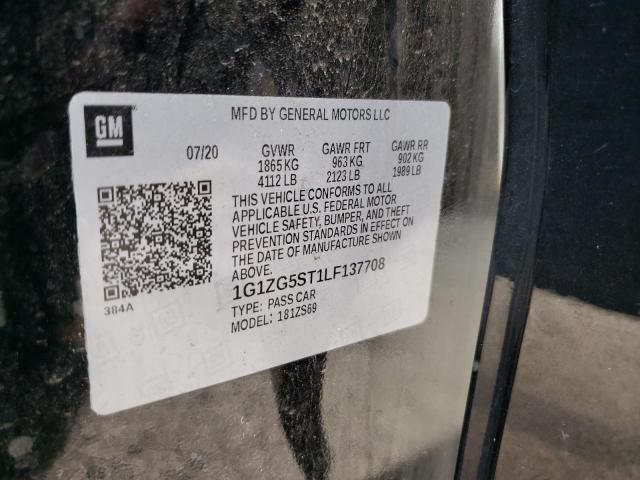 GM
MFD BY GENERAL MOTORS LLC
07/20 GVWR GAWR FRT GAWR RR
1865 KG 963 KG. 902 KG
4112 LB 2123 LB 1989 LB
THIS VEHICLE CONFORMS TO ALL
APPLICABLE U.S. FEDERAL MOTOR
VEHICLE SAFETY, BUMPER, AND THEFT
PREVENTION STANDARDS IN EFFECT ON
THE DATE OF MANUFACTURE SHOWN
ABOVE.
384A
1G1ZG5ST1LF137708
TYPE: PASS CAR
MODEL: 181ZS69